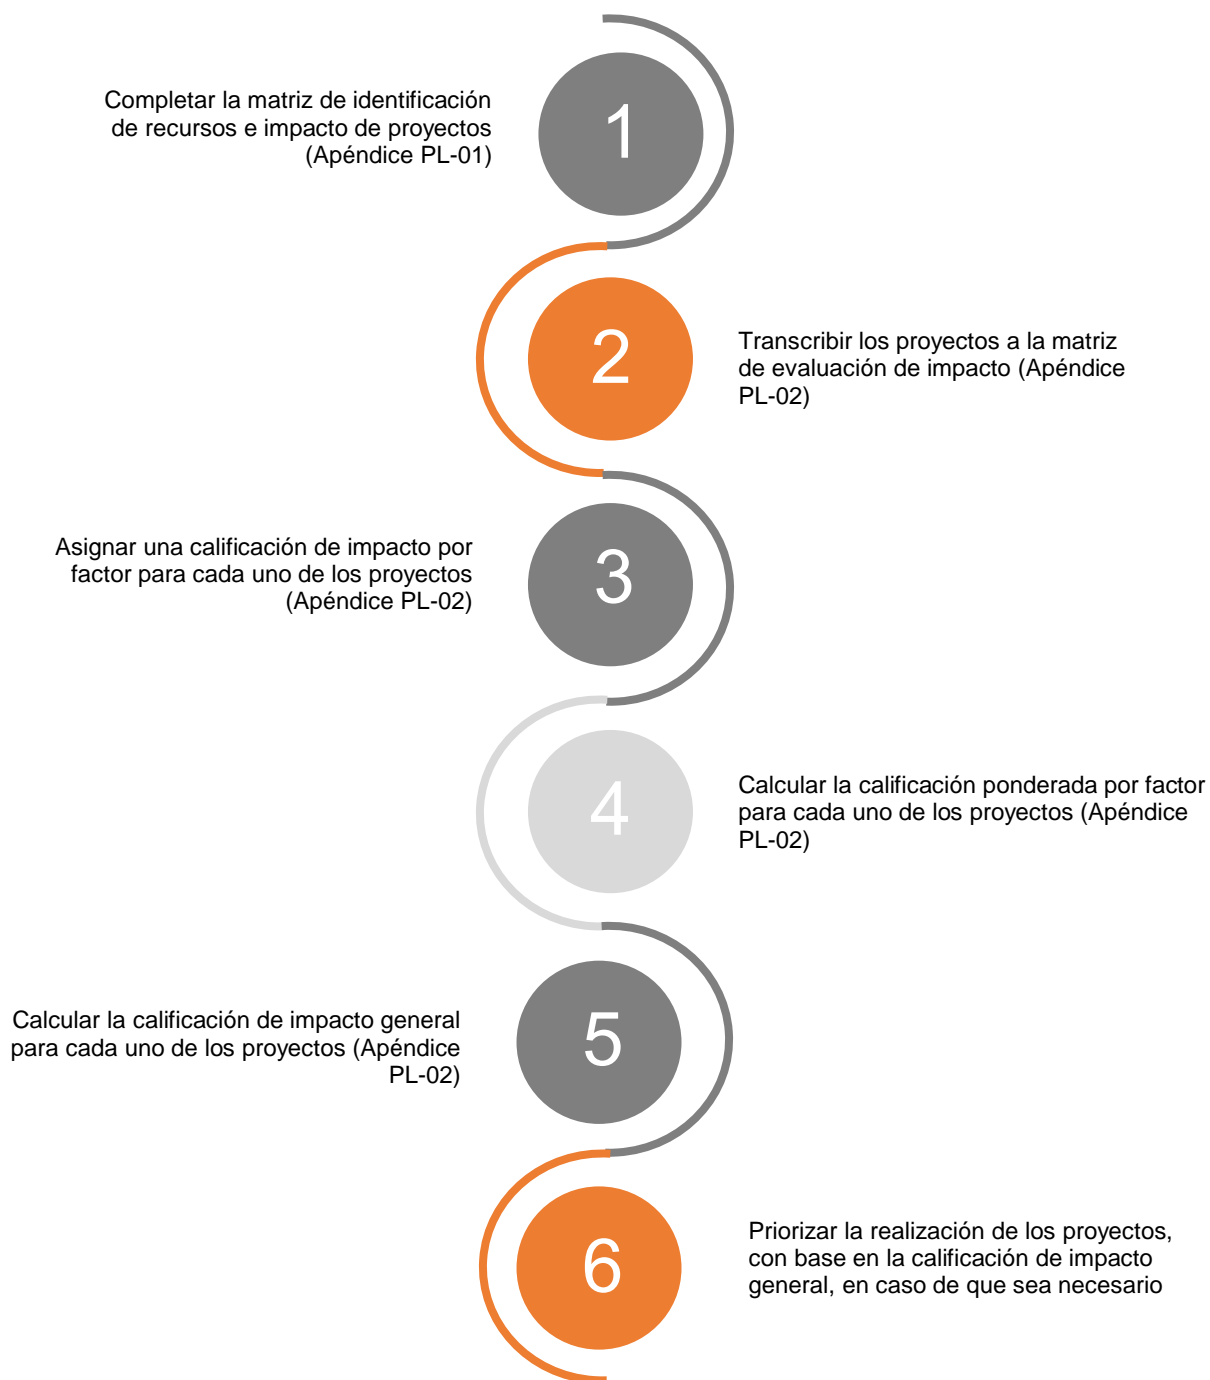 1
Completar la matriz de identificación
de recursos e impacto de proyectos
(Apéndice PL-01)
2
Transcribir los proyectos a la matriz
de evaluación de impacto (Apéndice
PL-02)
3
Asignar una calificación de impacto por
factor para cada uno de los proyectos
(Apéndice PL-02)
4
Calcular la calificación ponderada por factor
para cada uno de los proyectos (Apéndice
PL-02)
5
Calcular la calificación de impacto general
para cada uno de los proyectos (Apéndice
PL-02)
6
Priorizar la realización de los proyectos,
con base en la calificación de impacto
general, en caso de que sea necesario